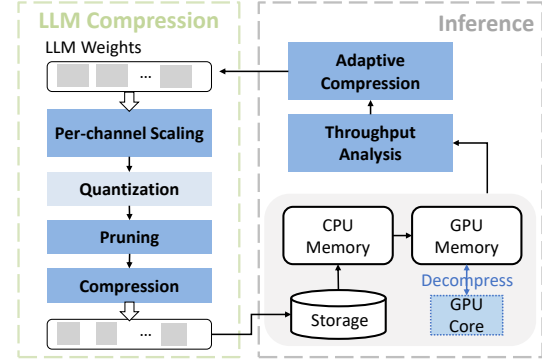 LLM Compression
LLM Weights
...
Per-channel Scaling
Quantization
Pruning
Compression
...
Inference
Adaptive
Compression
Throughput
Analysis
CPU
Memory
GPU
Memory
Decompress
Storage
GPU
Core